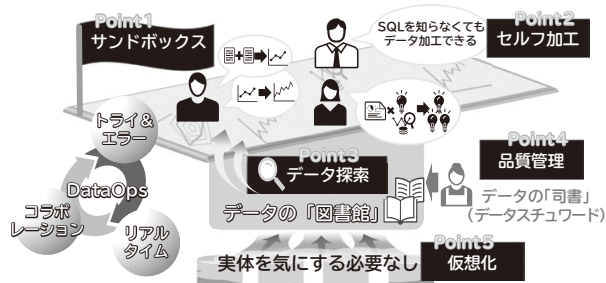 Point1
サンドボックス
SQLを知らなくても
データ加工できる
Point2
セルフ加工
トライ&
エラー
DataOps
コラボ
レーション
リアル
タイム
Point3
データ探索
データの「図書館」
Point4
品質管理
データの「司書」
(データスチュワード)
実体を気にする必要なし
Point5
仮想化